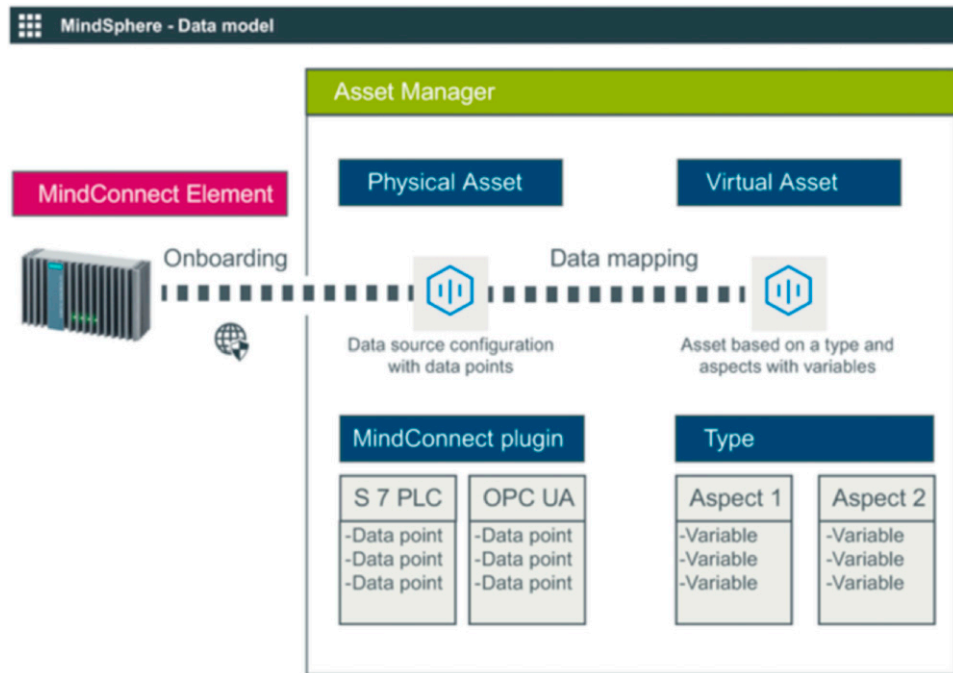 MindSphere - Data model
Asset Manager
MindConnect Element
Physical Asset
Virtual Asset
Onboarding
Data mapping
Data source configuration
with data points
Asset based on a type and
aspects with variables
MindConnect plugin
Type
S 7 PLC
-Data point
-Data point
-Data point
OPC UA
-Data point
-Data point
-Data point
Aspect 1
-Variable
-Variable
-Variable
Aspect 2
-Variable
-Variable
-Variable